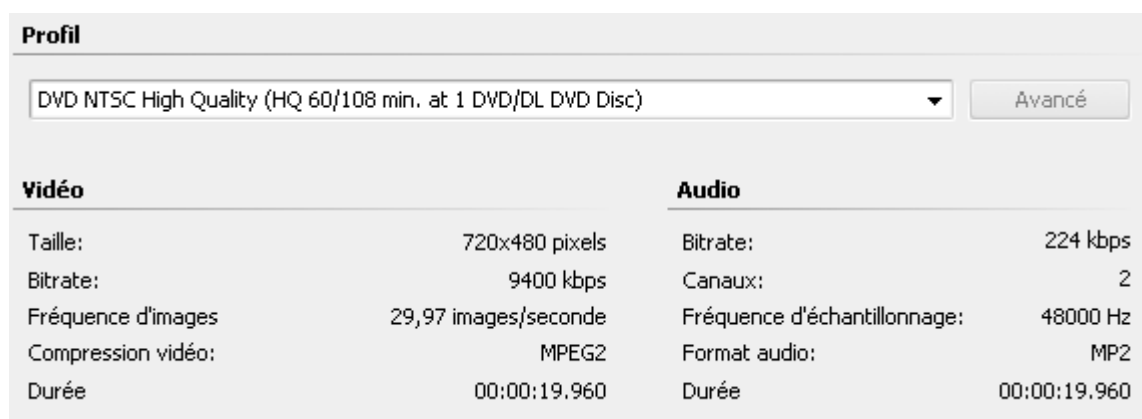 Profil
DVD NTSC High Quality (HQ 60/108 min. at 1 DVD/DL DVD Disc)
Avancé
Vidéo
Taille: 720x480 pixels
Bitrate: 9400 kbps
Fréquence d'images 29,97 images/seconde
Compression vidéo: MPEG2
Durée 00:00:19.960
Audio
Bitrate: 224 kbps
Canaux: 2
Fréquence d'échantillonnage: 48000 Hz
Format audio: MP2
Durée 00:00:19.960